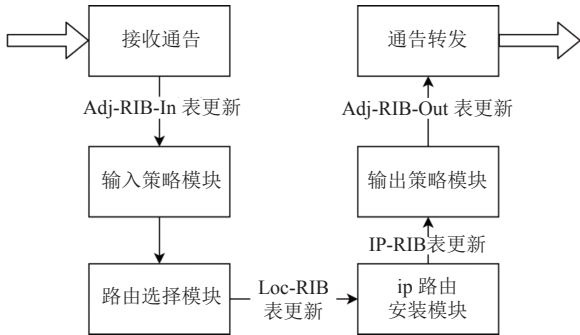 接收通告
通告转发
Adj-RIB-In 表更新
Adj-RIB-Out 表更新
输入策略模块
输出策略模块
IP-RIB表更新
路由选择模块
Loc-RIB
表更新
ip 路由
安装模块